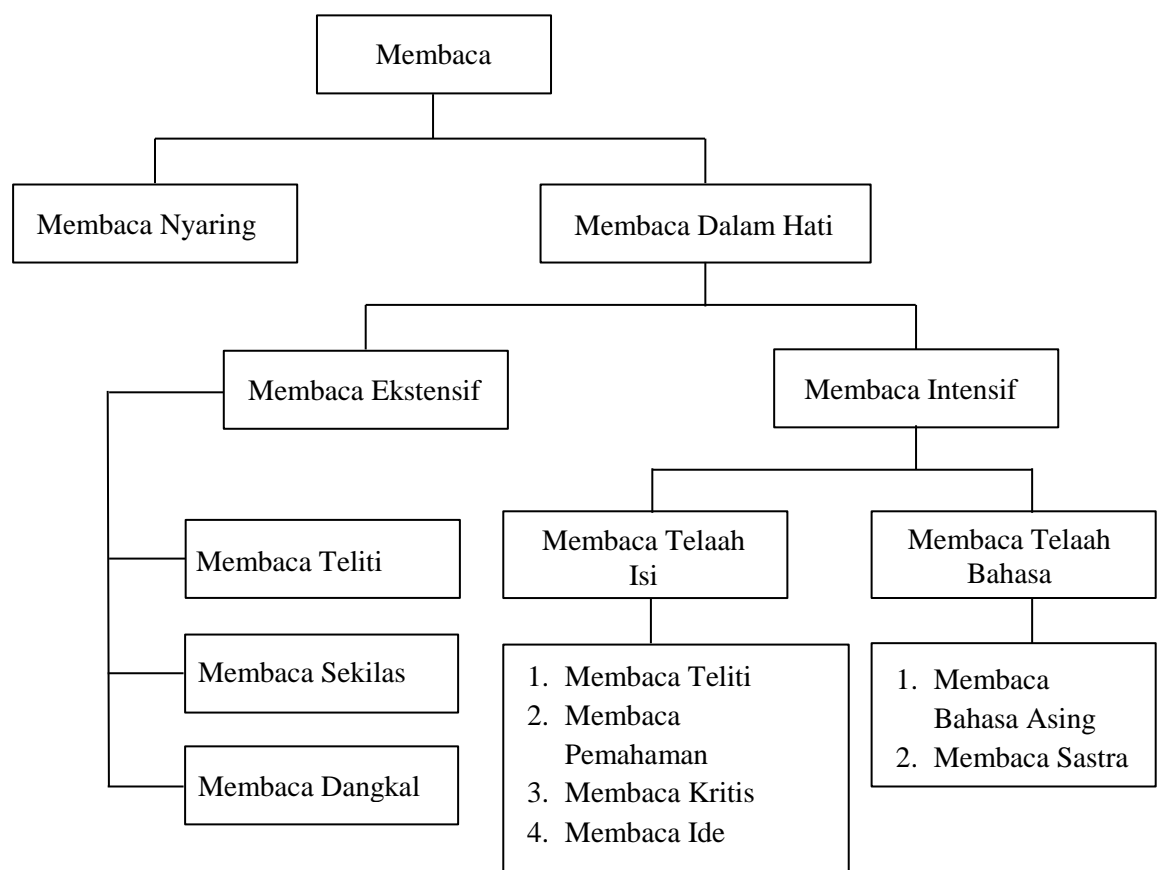 Membaca
Membaca Nyaring
Membaca Dalam Hati
Membaca Ekstensif
Membaca Intensif
Membaca Teliti
Membaca Sekilas
Membaca Dangkal
Membaca Telaah
Isi
1. Membaca Teliti
2. Membaca
Pemahaman
3. Membaca Kritis
4. Membaca Ide
Membaca Telaah
Bahasa
1. Membaca
Bahasa Asing
2. Membaca Sastra